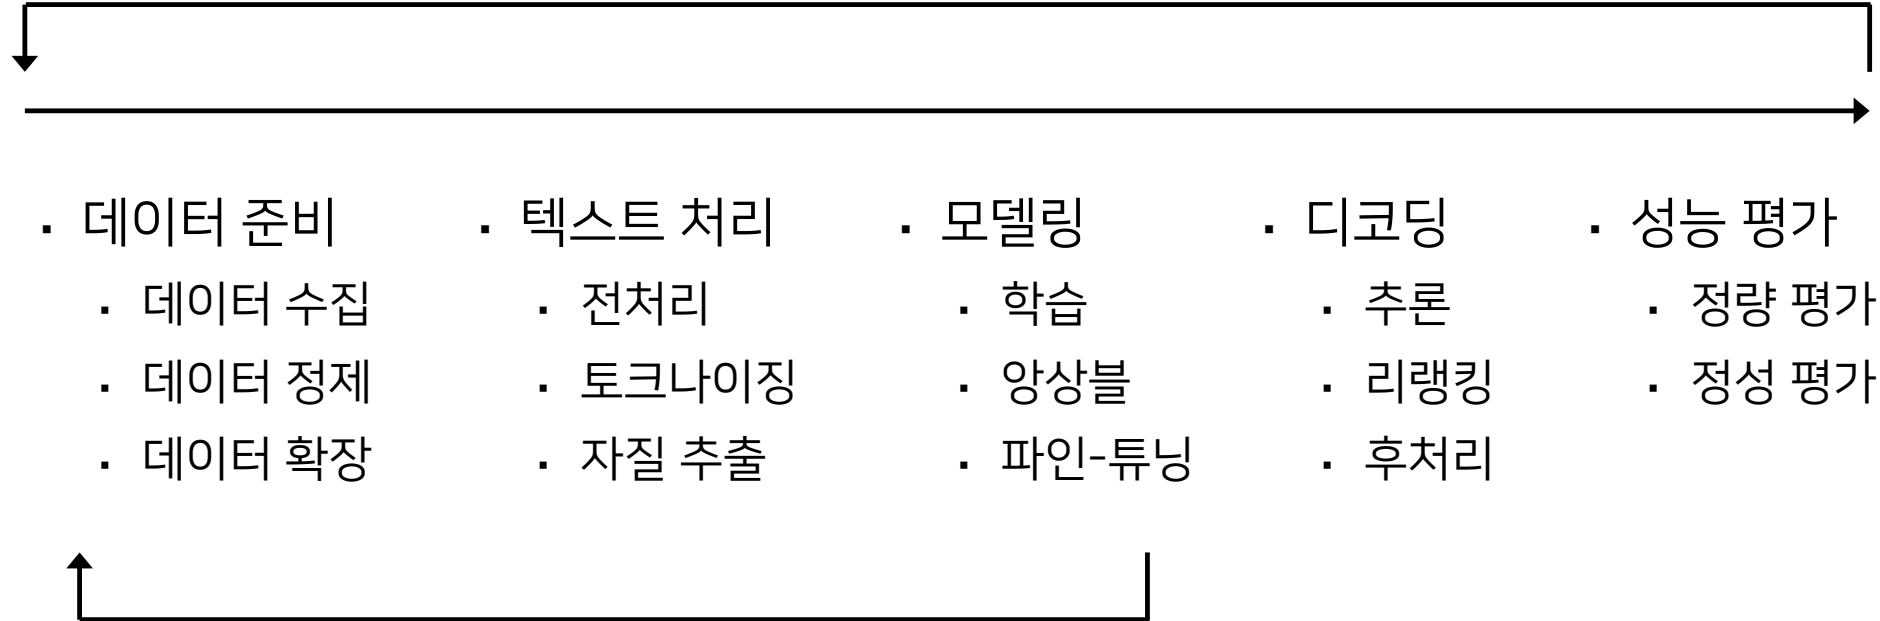 · 데이터 준비
· 데이터 수집
· 데이터 정제
· 데이터 확장
· 텍스트 처리
· 전처리
· 토크나이징
· 자질 추출
· 모델링
· 학습
· 앙상블
· 파인-튜닝
· 디코딩
· 추론
· 리랭킹
· 후처리
· 성능 평가
· 정량 평가
· 정성 평가